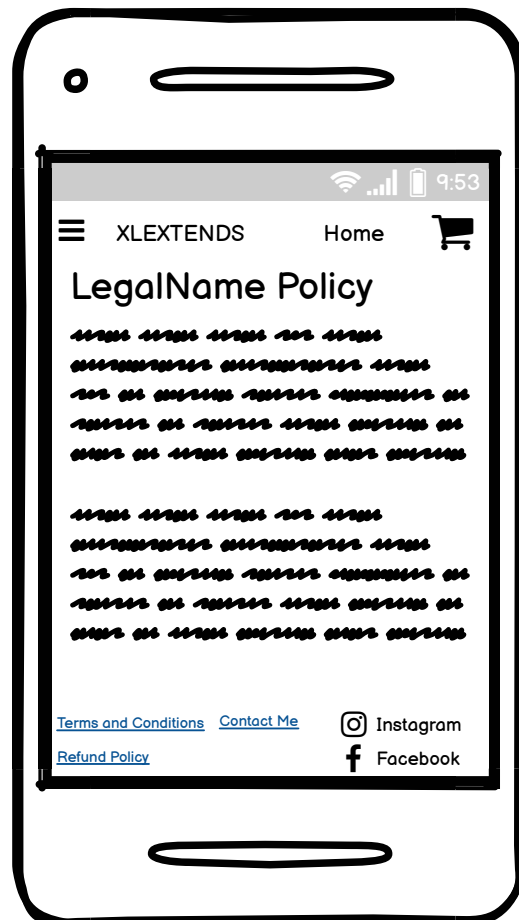 9:53
XLEXTENDS Home
LegalName Policy
Terms and Conditions Contact Me
Instagram
Refund Policy
Facebook